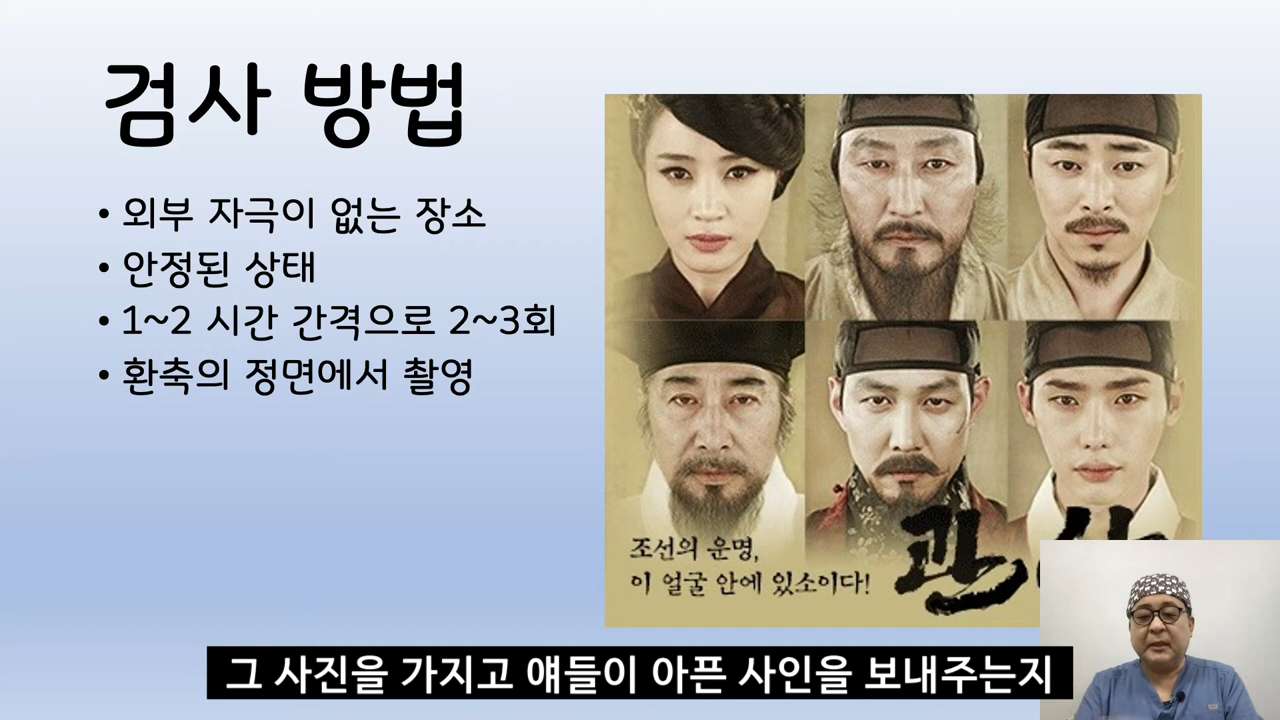 검사 방법
• 외부 자극이 없는 장소
• 안정된 상태
• 1~2 시간 간격으로 2~3회
• 환축의 정면에서 촬영
조선의 운명,
이 얼굴 안에 있소이다!
관
그 사진을 가지고 얘들이 아픈 사인을 보내주는지